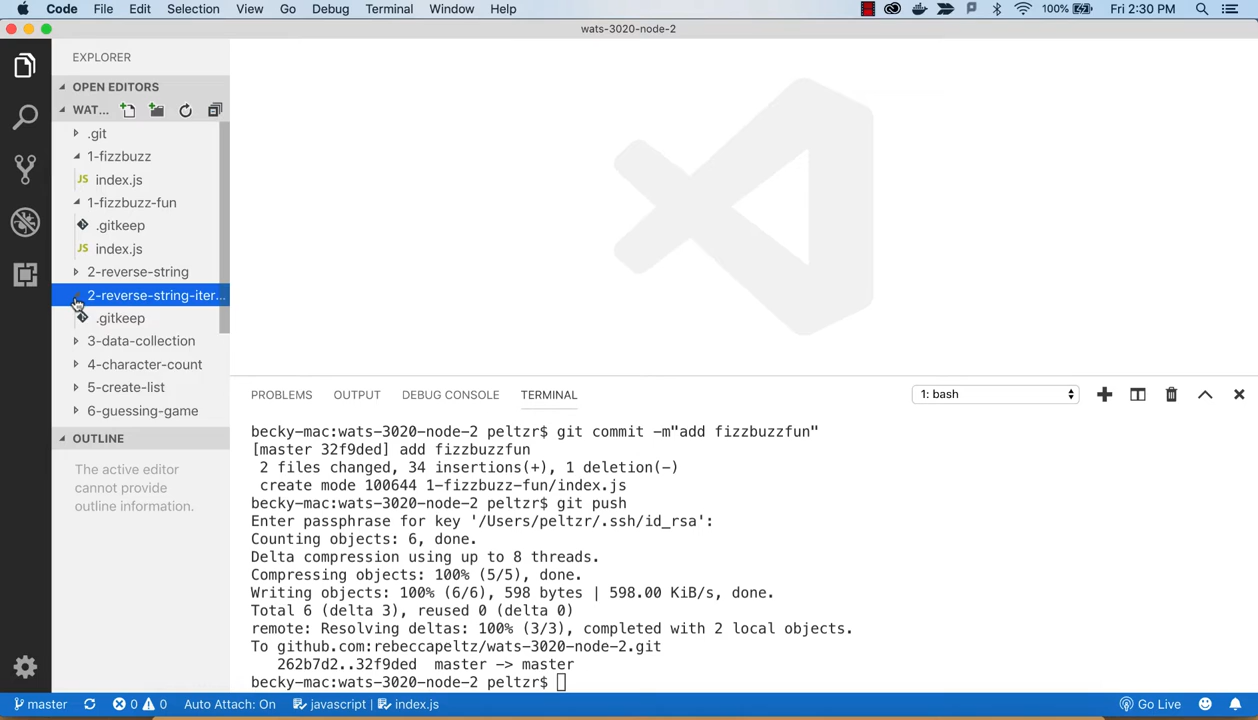 Code File Edit Selection View Go Debug Terminal Window Help 100% Fri 2:30 PM
wats-3020-node-2
EXPLORER
OPEN EDITORS
WAT...
.git
1-fizzbuzz
JS index.js
1-fizzbuzz-fun
.gitkeep
JS index.js
2-reverse-string
2-reverse-string-iter...
.gitkeep
3-data-collection
4-character-count
5-create-list
6-guessing-game
OUTLINE
The active editor
cannot provide
outline information.
PROBLEMS OUTPUT DEBUG CONSOLE TERMINAL 1: bash
becky-mac:wats-3020-node-2 peltzr$ git commit -m"add fizzbuzzfun"
[master 32f9ded] add fizzbuzzfun
2 files changed, 34 insertions(+), 1 deletion(-)
create mode 100644 1-fizzbuzz-fun/index.js
becky-mac:wats-3020-node-2 peltzr$ git push
Enter passphrase for key '/Users/peltzr/.ssh/id_rsa':
Counting objects: 6, done.
Delta compression using up to 8 threads.
Compressing objects: 100% (5/5), done.
Writing objects: 100% (6/6), 598 bytes | 598.00 KiB/s, done.
Total 6 (delta 3), reused 0 (delta 0)
remote: Resolving deltas: 100% (3/3), completed with 2 local objects.
To github.com:rebeccapeltz/wats-3020-node-2.git
262b7d2..32f9ded master -> master
becky-mac:wats-3020-node-2 peltzr$
master 0 0 Auto Attach: On javascript | index.js Go Live